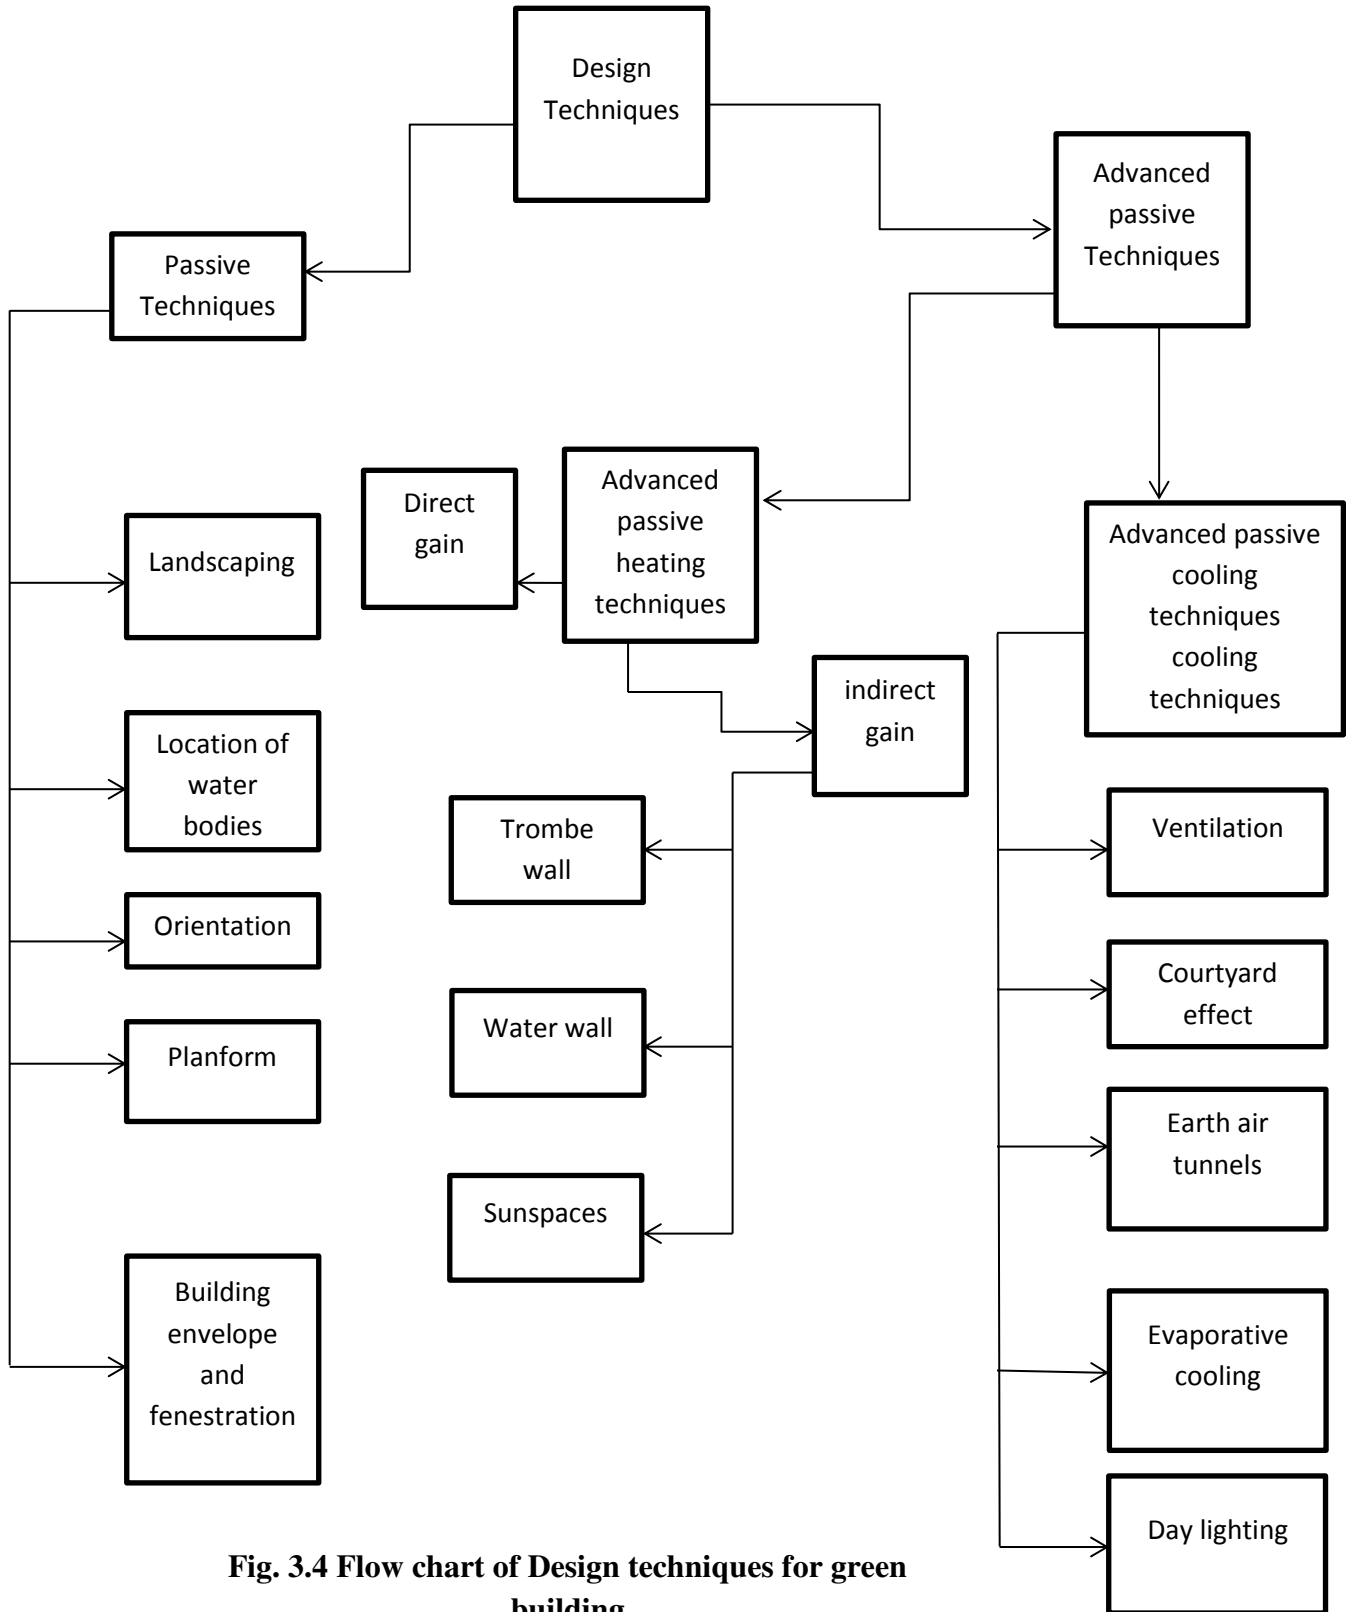 Design
Techniques
Advanced
passive
Techniques
Passive
Techniques
Direct
gain
Advanced
passive
heating
techniques
Advanced passive
cooling
techniques
cooling
techniques
Landscaping
indirect
gain
Location of
water
bodies
Trombe
wall
Ventilation
Orientation
Courtyard
effect
Planform
Water wall
Earth air
tunnels
Sunspaces
Building
envelope
and
fenestration
Evaporative
cooling
Day lighting
Fig. 3.4 Flow chart of Design techniques for green
building